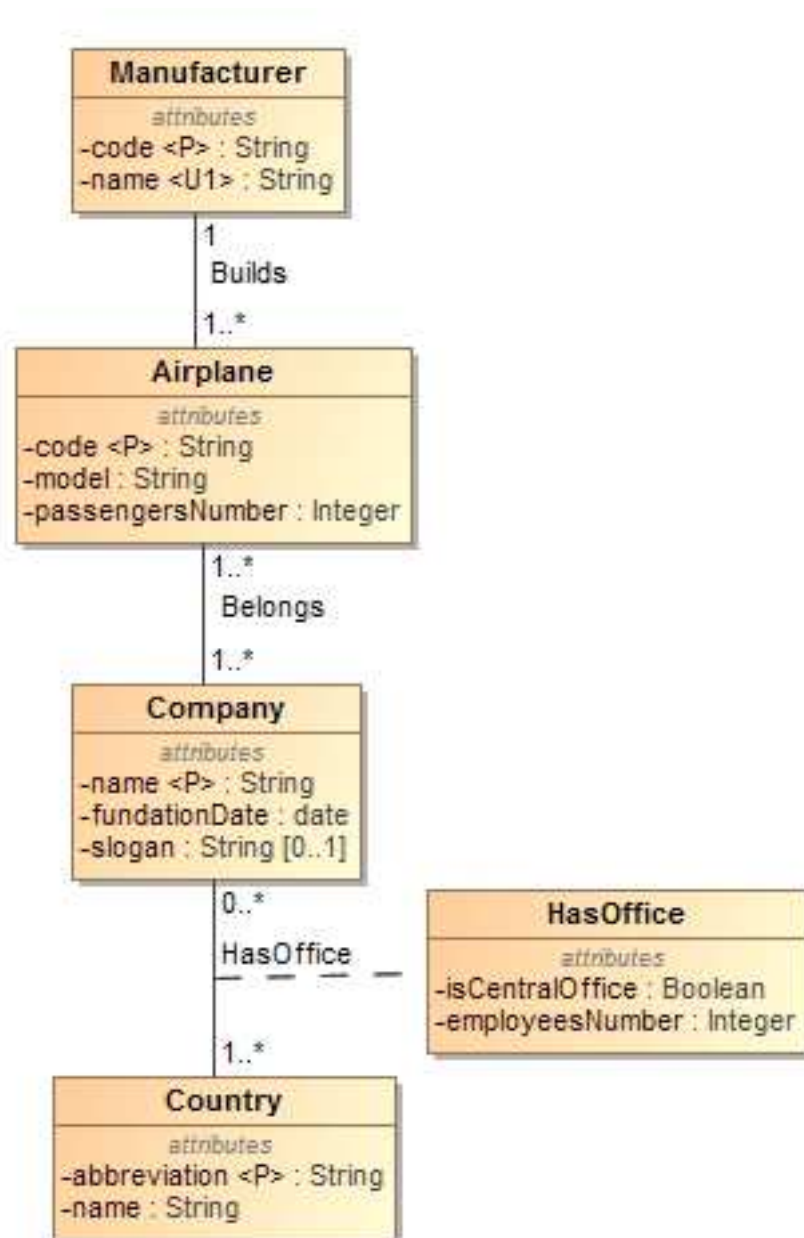 Manufacturer
attributes
-code <P> : String
-name <U1> : String
1
Builds
1..*
Airplane
attributes
-code <P> : String
-model : String
-passengersNumber : Integer
1..*
Belongs
1..*
Company
attributes
-name <P> : String
-fundationDate : date
-slogan : String [0..1]
0..*
HasOffice
HasOffice
attributes
-isCentralOffice : Boolean
-employeesNumber : Integer
1..*
Country
attributes
-abbreviation <P> : String
-name : String